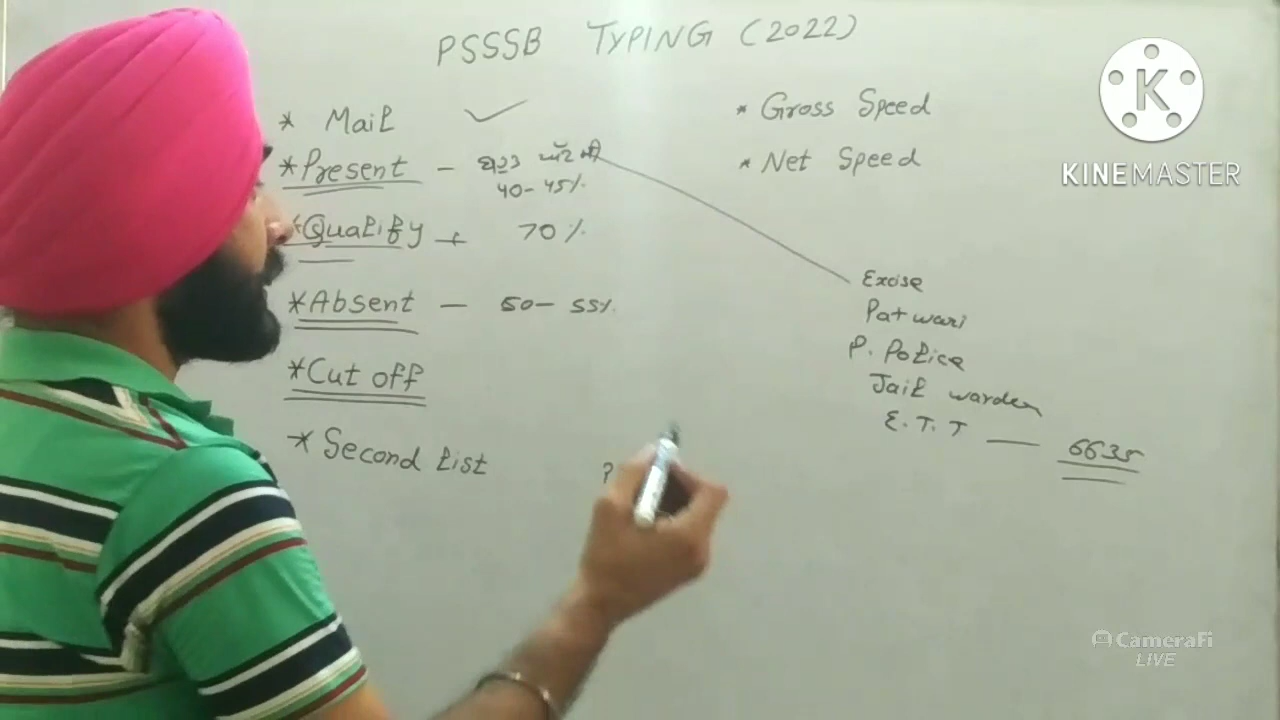 PSSSB TYPING (2022)
* Mail ✓
* Present -
40-45%
* Qualify - 70%
* Absent - 50-55%
* Cut off
* Second List
P
* Gross Speed
* Net Speed
Excise
Patwari
P. Police
Jail warden
E.T.T - 6635
K
KINEMASTER
CameraFi
LIVE